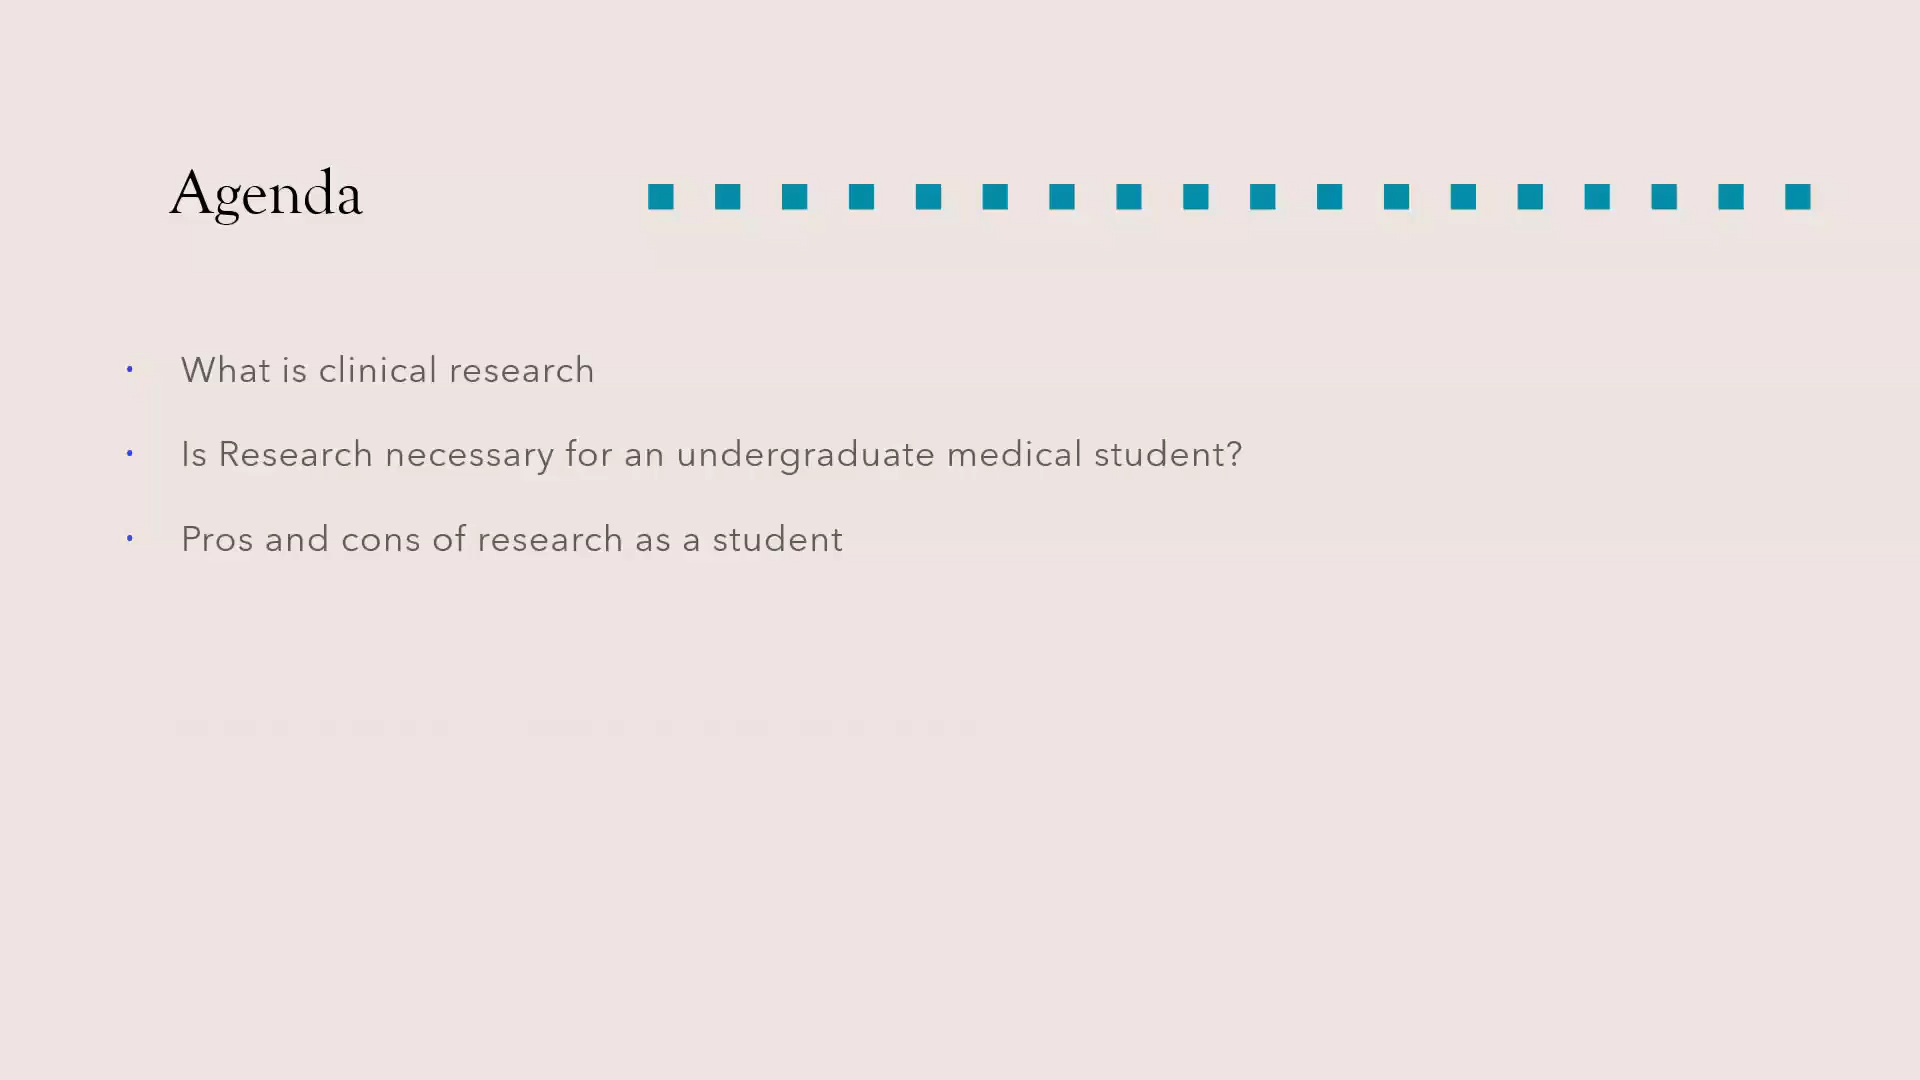 Agenda
• What is clinical research
• Is Research necessary for an undergraduate medical student?
• Pros and cons of research as a student